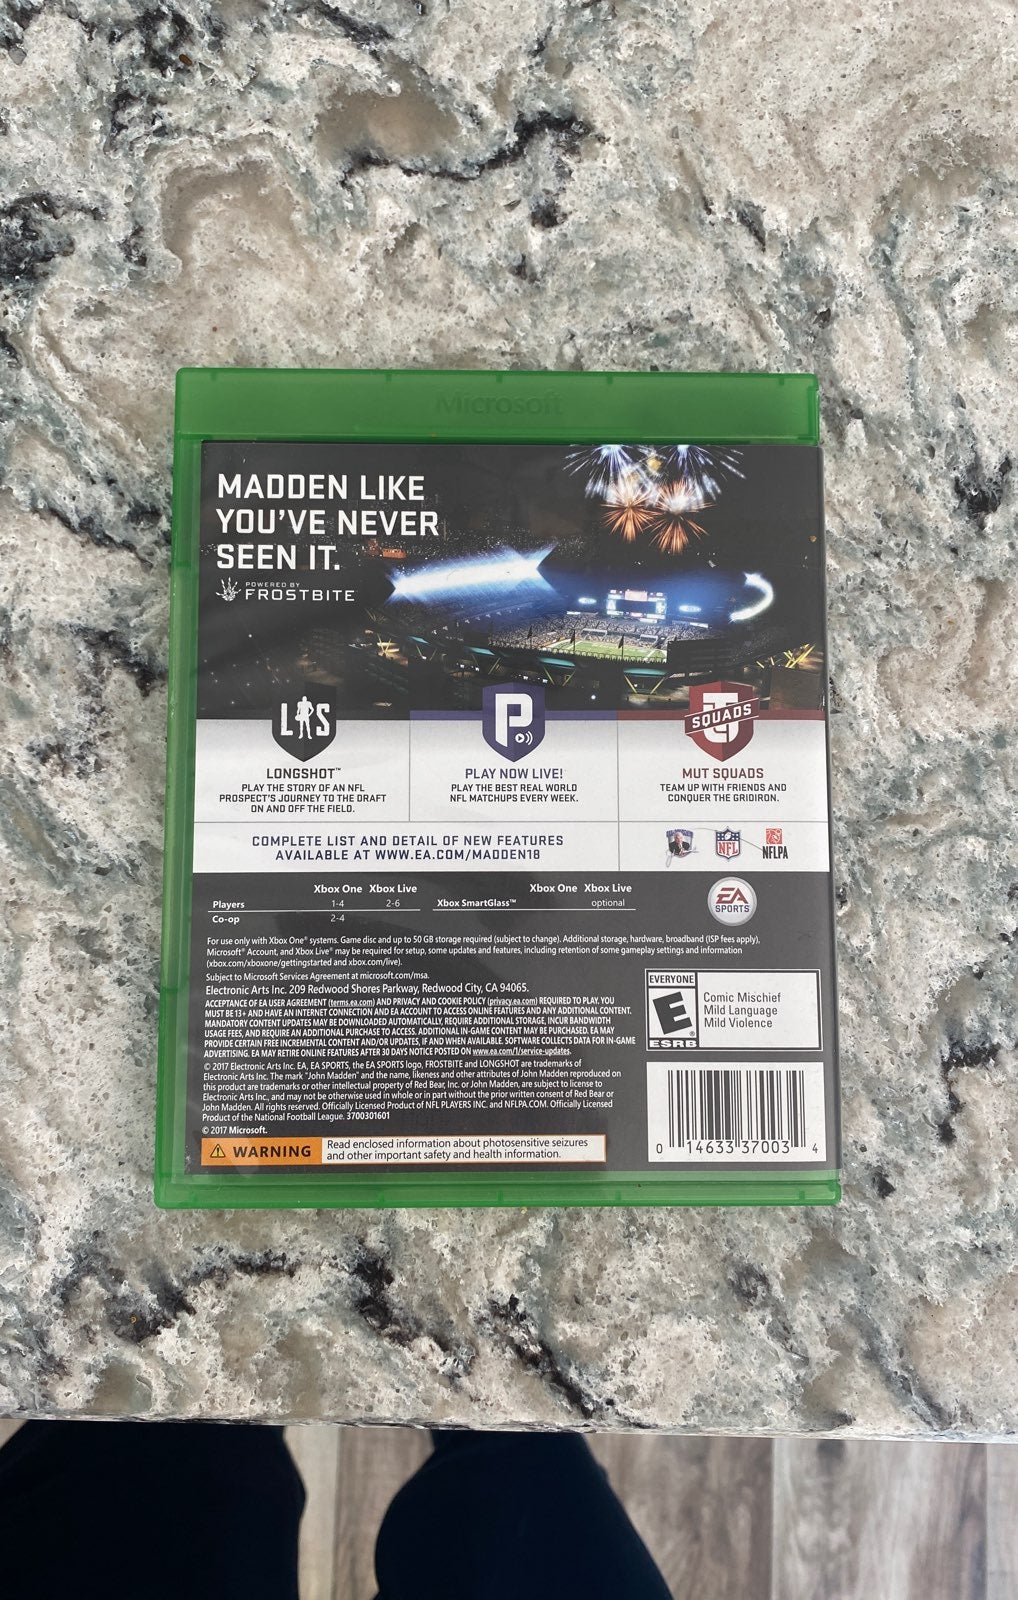 Microsoft
MADDEN LIKE
YOU'VE NEVER
SEEN IT.
POWERED BY
FROSTBITE
LS
P
SQUADS
LONGSHOT™
PLAY THE STORY OF AN NFL
PROSPECT'S JOURNEY TO THE DRAFT
ON AND OFF THE FIELD.
PLAY NOW LIVE!
PLAY THE BEST REAL WORLD
NFL MATCHUPS EVERY WEEK.
MUT SQUADS
TEAM UP WITH FRIENDS AND
CONQUER THE GRIDIRON.
COMPLETE LIST AND DETAIL OF NEW FEATURES
AVAILABLE AT WWW.EA.COM/MADDEN18
NFL
NFLPA
Xbox One Xbox Live
Players 1-4 2-6
Co-op 2-4
Xbox One Xbox Live
Xbox SmartGlass™ optional
EA
SPORTS
For use only with Xbox One® systems. Game disc and up to 50 GB storage required (subject to change). Additional storage, hardware, broadband (ISP fees apply),
Microsoft® Account, and Xbox Live® may be required for setup, some updates and features, including retention of some gameplay settings and information
(xbox.com/xboxone/gettingstarted and xbox.com/live).
Subject to Microsoft Services Agreement at microsoft.com/msa.
Electronic Arts Inc. 209 Redwood Shores Parkway, Redwood City, CA 94065.
ACCEPTANCE OF EA USER AGREEMENT (terms.ea.com) AND PRIVACY AND COOKIE POLICY (privacy.ea.com) REQUIRED TO PLAY. YOU
MUST BE 13+ AND HAVE AN INTERNET CONNECTION AND EA ACCOUNT TO ACCESS ONLINE FEATURES AND ANY ADDITIONAL CONTENT.
MANDATORY CONTENT UPDATES MAY BE DOWNLOADED AUTOMATICALLY, REQUIRE ADDITIONAL STORAGE, INCUR BANDWIDTH
USAGE FEES, AND REQUIRE AN ADDITIONAL PURCHASE TO ACCESS. ADDITIONAL IN-GAME CONTENT MAY BE PURCHASED. EA MAY
PROVIDE CERTAIN FREE INCREMENTAL CONTENT AND/OR UPDATES, IF AND WHEN AVAILABLE. SOFTWARE COLLECTS DATA FOR IN-GAME
ADVERTISING. EA MAY RETIRE ONLINE FEATURES AFTER 30 DAYS NOTICE POSTED ON www.ea.com/1/service-updates.
© 2017 Electronic Arts Inc. EA, EA SPORTS, the EA SPORTS logo, FROSTBITE and LONGSHOT are trademarks of
Electronic Arts Inc. The mark "John Madden" and the name, likeness and other attributes of John Madden reproduced on
this product are trademarks or other intellectual property of Red Bear, Inc. or John Madden, are subject to license to
Electronic Arts Inc., and may not be otherwise used in whole or in part without the prior written consent of Red Bear or
John Madden. All rights reserved. Officially Licensed Product of NFL PLAYERS INC. and NFLPA.COM. Officially Licensed
Product of the National Football League. 3700301601
© 2017 Microsoft.
WARNING
Read enclosed information about photosensitive seizures
and other important safety and health information.
EVERYONE
E
ESRB
Comic Mischief
Mild Language
Mild Violence
0 14633 37003 4